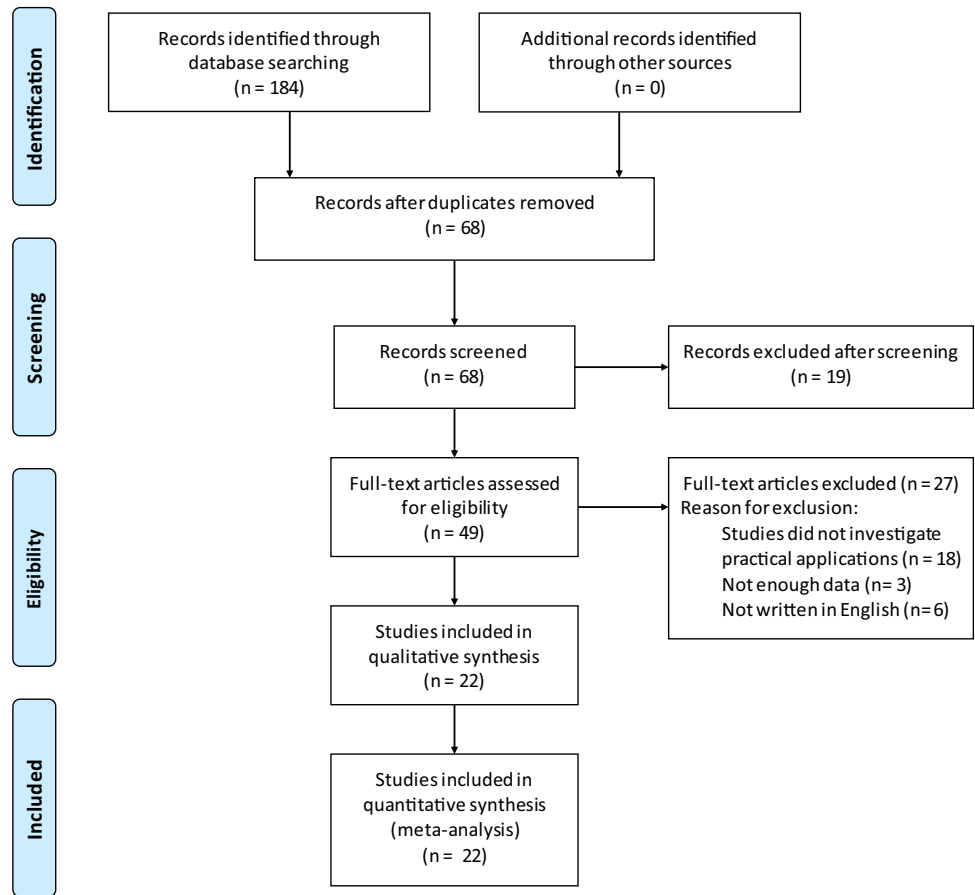 Identification
Records identified through
database searching
(n = 184)
Additional records identified
through other sources
(n = 0)
Records after duplicates removed
(n = 68)
Screening
Records screened
(n = 68)
Records excluded after screening
(n = 19)
Eligibility
Full-text articles assessed
for eligibility
(n = 49)
Full-text articles excluded (n = 27)
Reason for exclusion:
Studies did not investigate
practical applications (n = 18)
Not enough data (n= 3)
Not written in English (n= 6)
Studies included in
qualitative synthesis
(n = 22)
Included
Studies included in
quantitative synthesis
(meta-analysis)
(n = 22)